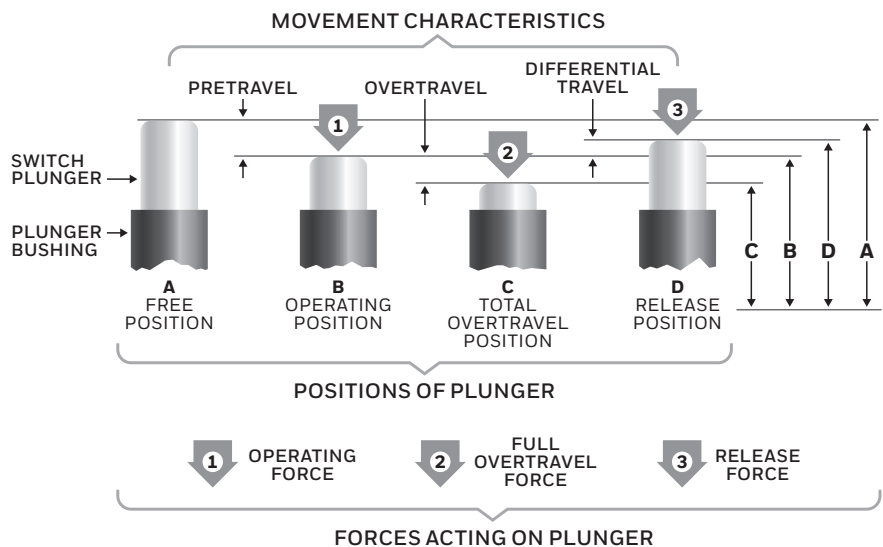 MOVEMENT CHARACTERISTICS
PRETRAVEL
OVERTRAVEL
DIFFERENTIAL
TRAVEL
1
2
3
SWITCH
PLUNGER
PLUNGER
BUSHING
C
B
D
A
A
FREE
POSITION
B
OPERATING
POSITION
C
TOTAL
OVERTRAVEL
POSITION
D
RELEASE
POSITION
POSITIONS OF PLUNGER
1
OPERATING
FORCE
2
FULL
OVERTRAVEL
FORCE
3
RELEASE
FORCE
FORCES ACTING ON PLUNGER